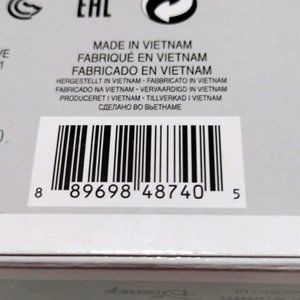 EAC
MADE IN VIETNAM
FABRIQUÉ EN VIETNAM
FABRICADO EN VIETNAM
HERGESTELLT IN VIETNAM · FABBRICATO IN VIETNAM
FABRICADO NA VIETNAM · VERVAARDIGD IN VIETNAM
PRODUCERET I VIETNAM · TILLVERKAD I VIETNAM
СДЕЛАНО ВО ВЬЕТНАМЕ
8 89698 48740 5
Disney